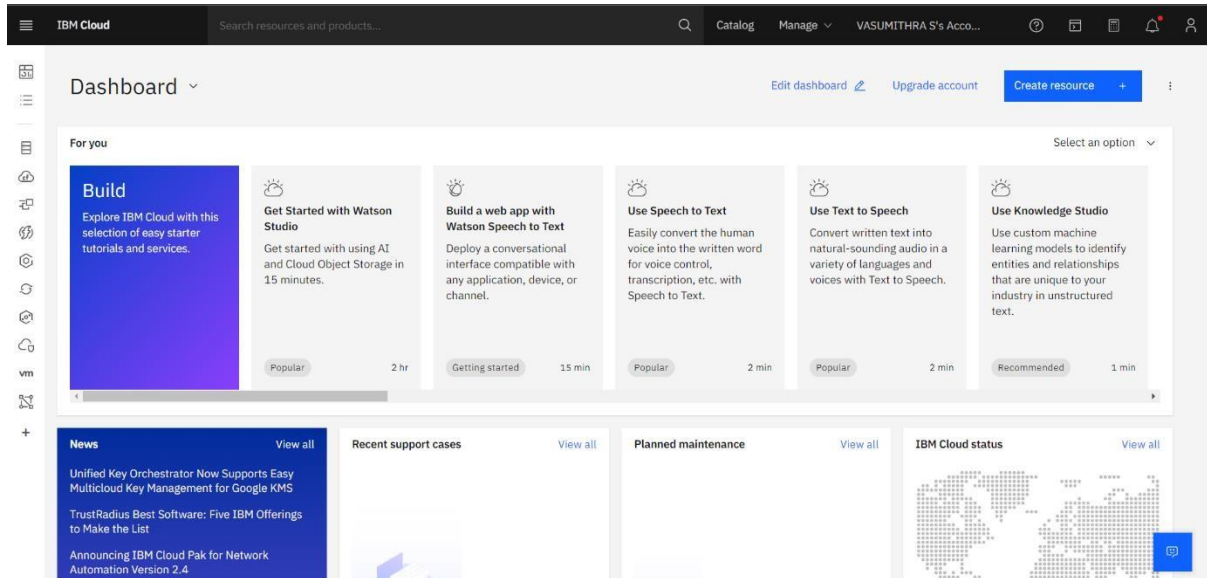 IBM Cloud
Search resources and products...
Catalog
Manage
VASUMITHRA S's Acco...
Dashboard
Edit dashboard
Upgrade account
Create resource +
For you
Select an option
Build
Explore IBM Cloud with this
selection of easy starter
tutorials and services.
Get Started with Watson
Studio
Get started with using AI
and Cloud Object Storage in
15 minutes.
Popular
2 hr
Build a web app with
Watson Speech to Text
Deploy a conversational
interface compatible with
any application, device, or
channel.
Getting started
15 min
Use Speech to Text
Easily convert the human
voice into the written word
for voice control,
transcription, etc. with
Speech to Text.
Popular
2 min
Use Text to Speech
Convert written text into
natural-sounding audio in a
variety of languages and
voices with Text to Speech.
Popular
2 min
Use Knowledge Studio
Use custom machine
learning models to identify
entities and relationships
that are unique to your
industry in unstructured
text.
Recommended
1 min
vm
News
View all
Unified Key Orchestrator Now Supports Easy
Multicloud Key Management for Google KMS
TrustRadius Best Software: Five IBM Offerings
to Make the List
Announcing IBM Cloud Pak for Network
Automation Version 2.4
Recent support cases
View all
Planned maintenance
View all
IBM Cloud status
View all